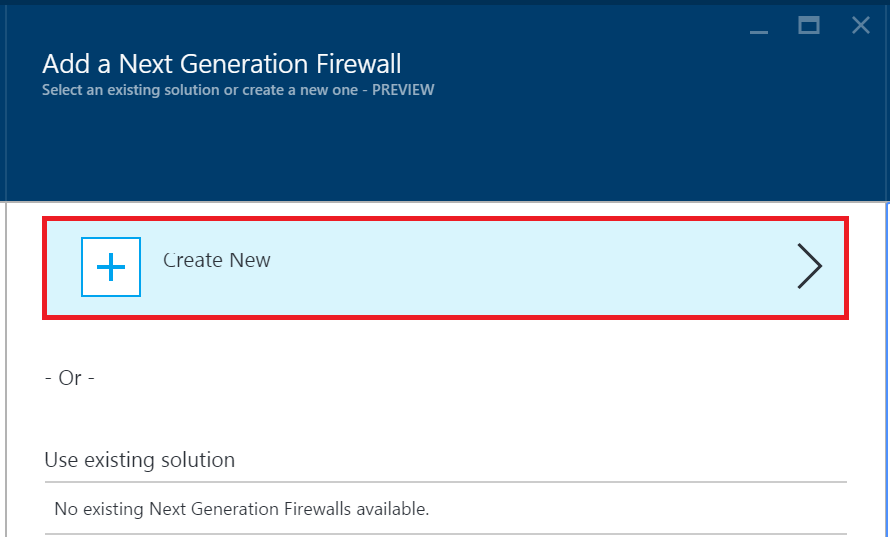 Add a Next Generation Firewall
Select an existing solution or create a new one - PREVIEW
Create New
- Or -
Use existing solution
No existing Next Generation Firewalls available.